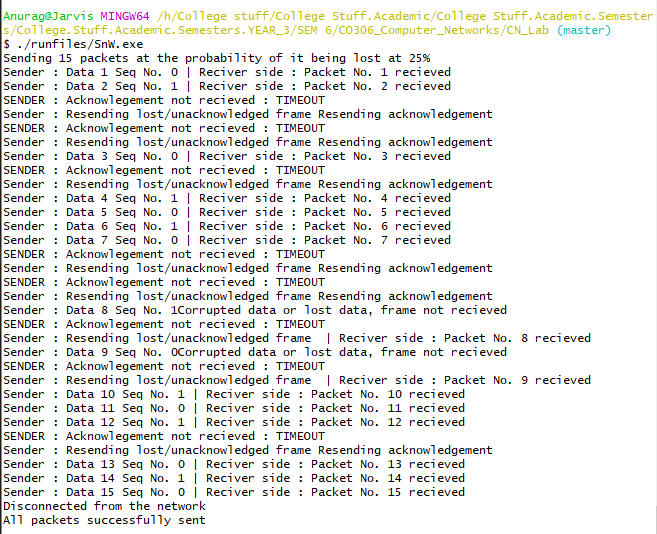 Anurag@Jarvis MINGW64 /h/College stuff/College Stuff.Academic/College Stuff.Academic.Semester
s/College.Stuff.Academic.Semesters.YEAR_3/SEM 6/CO306_Computer_Networks/CN_Lab (master)
$ ./runfiles/SnW.exe
Sending 15 packets at the probability of it being lost at 25%
Sender : Data 1 Seq No. 0 | Reciver side : Packet No. 1 recieved
Sender : Data 2 Seq No. 1 | Reciver side : Packet No. 2 recieved
SENDER : Acknowlegement not recieved : TIMEOUT
Sender : Resending lost/unacknowledged frame Resending acknowledgement
SENDER : Acknowlegement not recieved : TIMEOUT
Sender : Resending lost/unacknowledged frame Resending acknowledgement
Sender : Data 3 Seq No. 0 | Reciver side : Packet No. 3 recieved
SENDER : Acknowlegement not recieved : TIMEOUT
Sender : Resending lost/unacknowledged frame Resending acknowledgement
Sender : Data 4 Seq No. 1 | Reciver side : Packet No. 4 recieved
Sender : Data 5 Seq No. 0 | Reciver side : Packet No. 5 recieved
Sender : Data 6 Seq No. 1 | Reciver side : Packet No. 6 recieved
Sender : Data 7 Seq No. 0 | Reciver side : Packet No. 7 recieved
SENDER : Acknowlegement not recieved : TIMEOUT
Sender : Resending lost/unacknowledged frame Resending acknowledgement
SENDER : Acknowlegement not recieved : TIMEOUT
Sender : Resending lost/unacknowledged frame Resending acknowledgement
Sender : Data 8 Seq No. 1Corrupted data or lost data, frame not recieved
SENDER : Acknowlegement not recieved : TIMEOUT
Sender : Resending lost/unacknowledged frame  | Reciver side : Packet No. 8 recieved
Sender : Data 9 Seq No. 0Corrupted data or lost data, frame not recieved
SENDER : Acknowlegement not recieved : TIMEOUT
Sender : Resending lost/unacknowledged frame  | Reciver side : Packet No. 9 recieved
Sender : Data 10 Seq No. 1 | Reciver side : Packet No. 10 recieved
Sender : Data 11 Seq No. 0 | Reciver side : Packet No. 11 recieved
Sender : Data 12 Seq No. 1 | Reciver side : Packet No. 12 recieved
SENDER : Acknowlegement not recieved : TIMEOUT
Sender : Resending lost/unacknowledged frame Resending acknowledgement
Sender : Data 13 Seq No. 0 | Reciver side : Packet No. 13 recieved
Sender : Data 14 Seq No. 1 | Reciver side : Packet No. 14 recieved
Sender : Data 15 Seq No. 0 | Reciver side : Packet No. 15 recieved
Disconnected from the network
All packets successfully sent